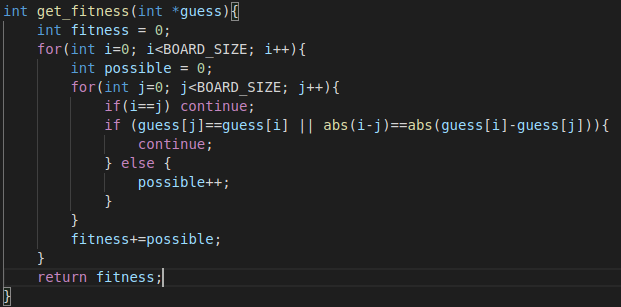 int get_fitness(int *guess){
    int fitness = 0;
    for(int i=0; i<BOARD_SIZE; i++){
        int possible = 0;
        for(int j=0; j<BOARD_SIZE; j++){
            if(i==j) continue;
            if (guess[j]==guess[i] || abs(i-j)==abs(guess[i]-guess[j])){
                continue;
            } else {
                possible++;
            }
        }
        fitness+=possible;
    }
    return fitness;
}